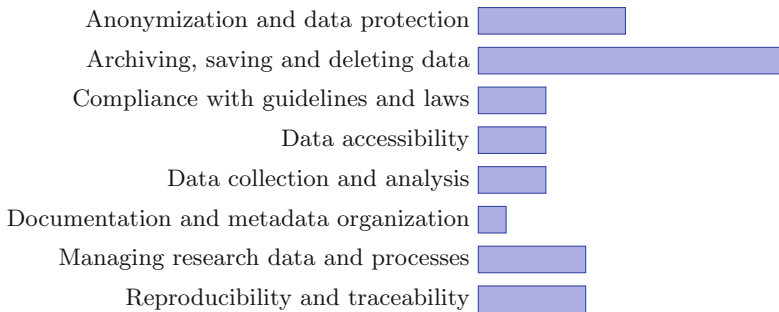 Anonymization and data protection
Archiving, saving and deleting data
Compliance with guidelines and laws
Data accessibility
Data collection and analysis
Documentation and metadata organization
Managing research data and processes
Reproducibility and traceability